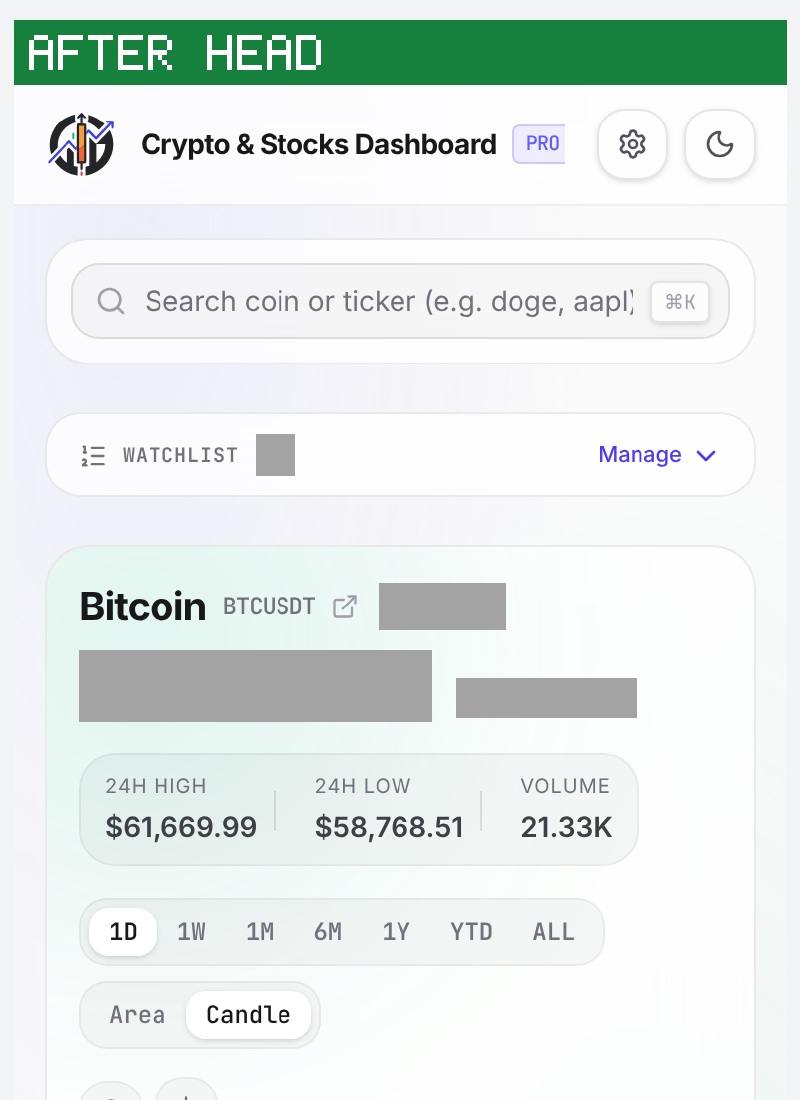 AFTER HEAD
Crypto & Stocks Dashboard PRO
Search coin or ticker (e.g. doge, aapl) ⌘K
WATCHLIST Manage
Bitcoin BTCUSDT
24H HIGH 24H LOW VOLUME
$61,669.99 $58,768.51 21.33K
1D 1W 1M 6M 1Y YTD ALL
Area Candle